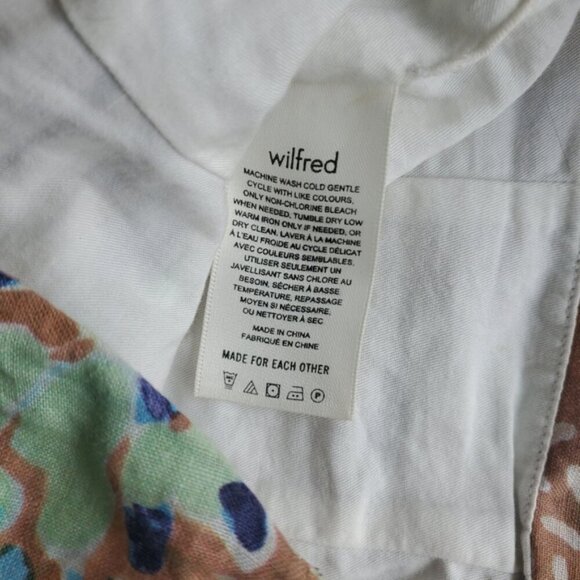 wilfred
MACHINE WASH COLD GENTLE
CYCLE WITH LIKE COLOURS,
ONLY NON-CHLORINE BLEACH
WHEN NEEDED, TUMBLE DRY LOW
WARM IRON ONLY IF NEEDED, OR
DRY CLEAN. LAVER À LA MACHINE
À L'EAU FROIDE AU CYCLE DÉLICAT
AVEC COULEURS SEMBLABLES.
UTILISER SEULEMENT UN
JAVELLISANT SANS CHLORE AU
BESOIN, SÉCHER À BASSE
TEMPÉRATURE, REPASSAGE
MOYEN SI NÉCESSAIRE,
OU NETTOYER À SEC
MADE IN CHINA
FABRIQUÉ EN CHINE
MADE FOR EACH OTHER
P